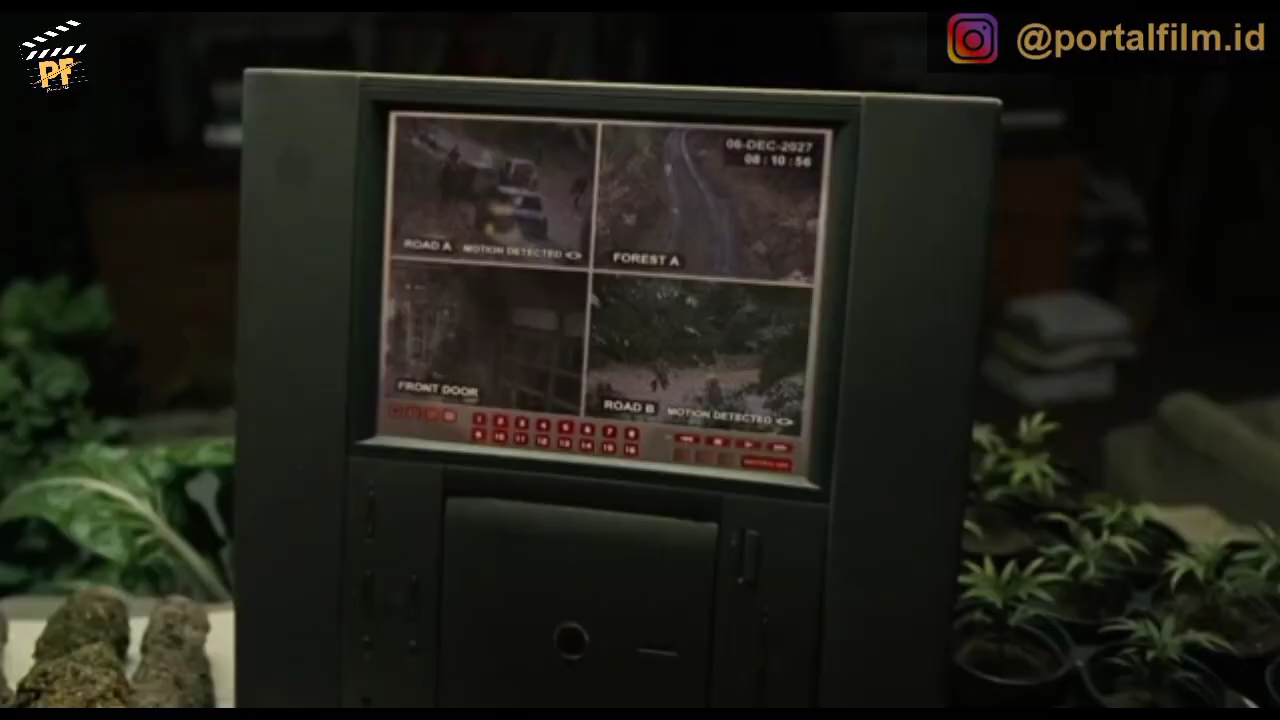 PF
@portalfilm.id
06-DEC-2027
08:10:56
ROAD A MOTION DETECTED <>
FOREST A
FRONT DOOR
ROAD B MOTION DETECTED <>
1 2 3 4 5 6 7 8
9 10 11 12 13 14 15 16